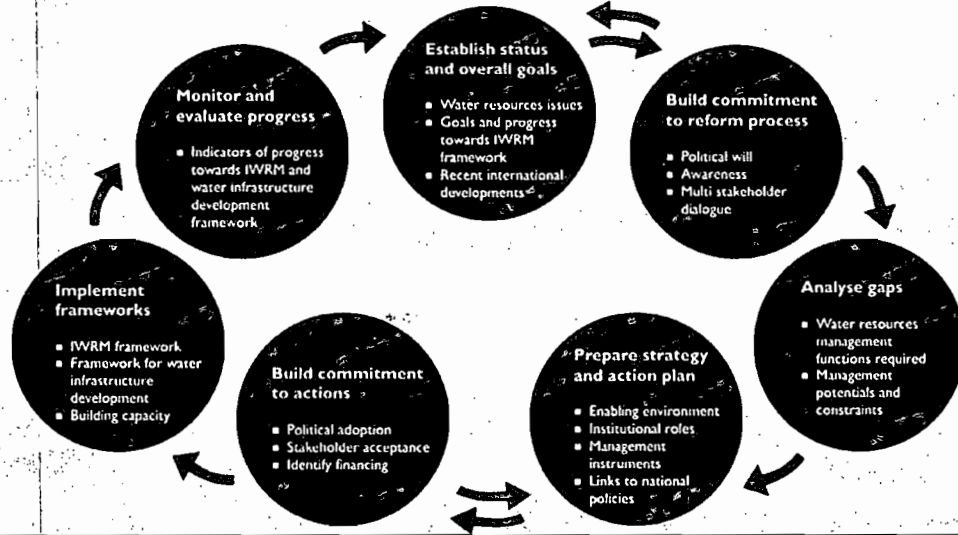 Establish status
and overall goals
▪ Water resources issues
▪ Goals and progress
towards IWRM
framework
▪ Recent international
developments
Build commitment
to reform process
▪ Political will
▪ Awareness
▪ Multi stakeholder
dialogue
Analyse gaps
▪ Water resources
management
functions required
▪ Management
potentials and
constraints
Prepare strategy
and action plan
▪ Enabling environment
▪ Institutional roles
▪ Management
instruments
▪ Links to national
policies
Build commitment
to actions
▪ Political adoption
▪ Stakeholder acceptance
▪ Identify financing
Implement
frameworks
▪ IWRM framework
▪ Framework for water
infrastructure
development
▪ Building capacity
Monitor and
evaluate progress
▪ Indicators of progress
towards IWRM and
water infrastructure
development
framework